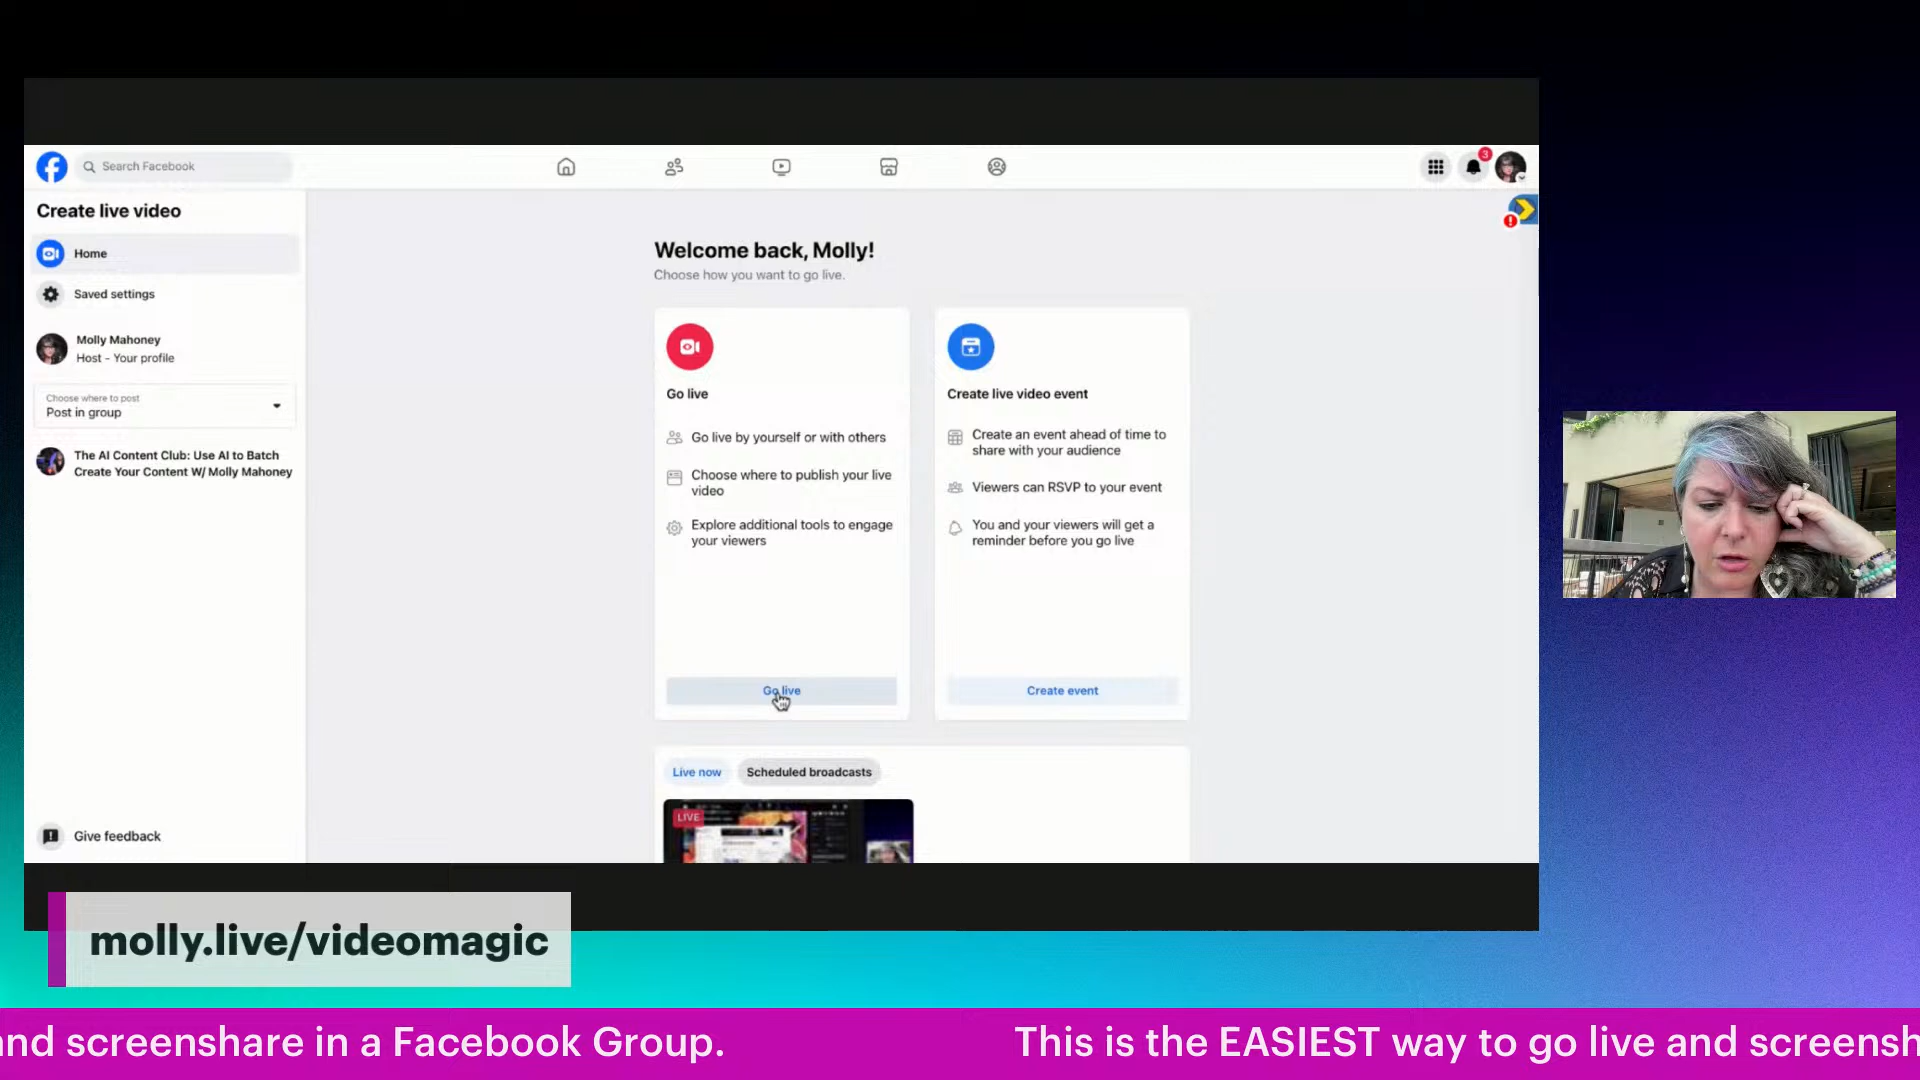 Search Facebook
3
Create live video
Home
Saved settings
Molly Mahoney
Host - Your profile
Choose where to post
Post in group
The AI Content Club: Use AI to Batch
Create Your Content W/ Molly Mahoney
Give feedback
Welcome back, Molly!
Choose how you want to go live.
Go live
Go live by yourself or with others
Choose where to publish your live
video
Explore additional tools to engage
your viewers
Go live
Create live video event
Create an event ahead of time to
share with your audience
Viewers can RSVP to your event
You and your viewers will get a
reminder before you go live
Create event
Live now
Scheduled broadcasts
LIVE
molly.live/videomagic
and screenshare in a Facebook Group. This is the EASIEST way to go live and screensh